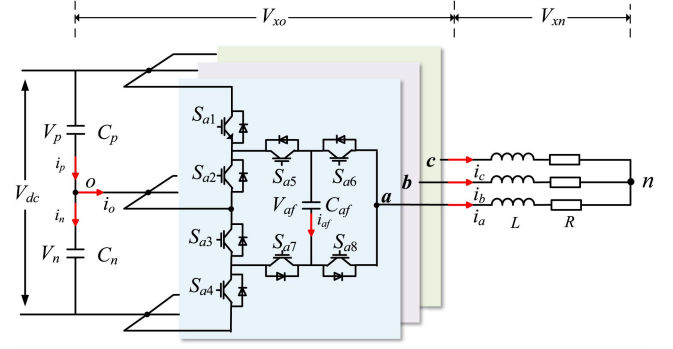 V_xo V_xn
S_a1
V_p C_p
S_a5 S_a6
c
i_p S_a2 i_c
o b n
V_dc i_o V_af C_af a i_b
i_n i_af i_a L R
S_a3 S_a7 S_a8
V_n C_n
S_a4